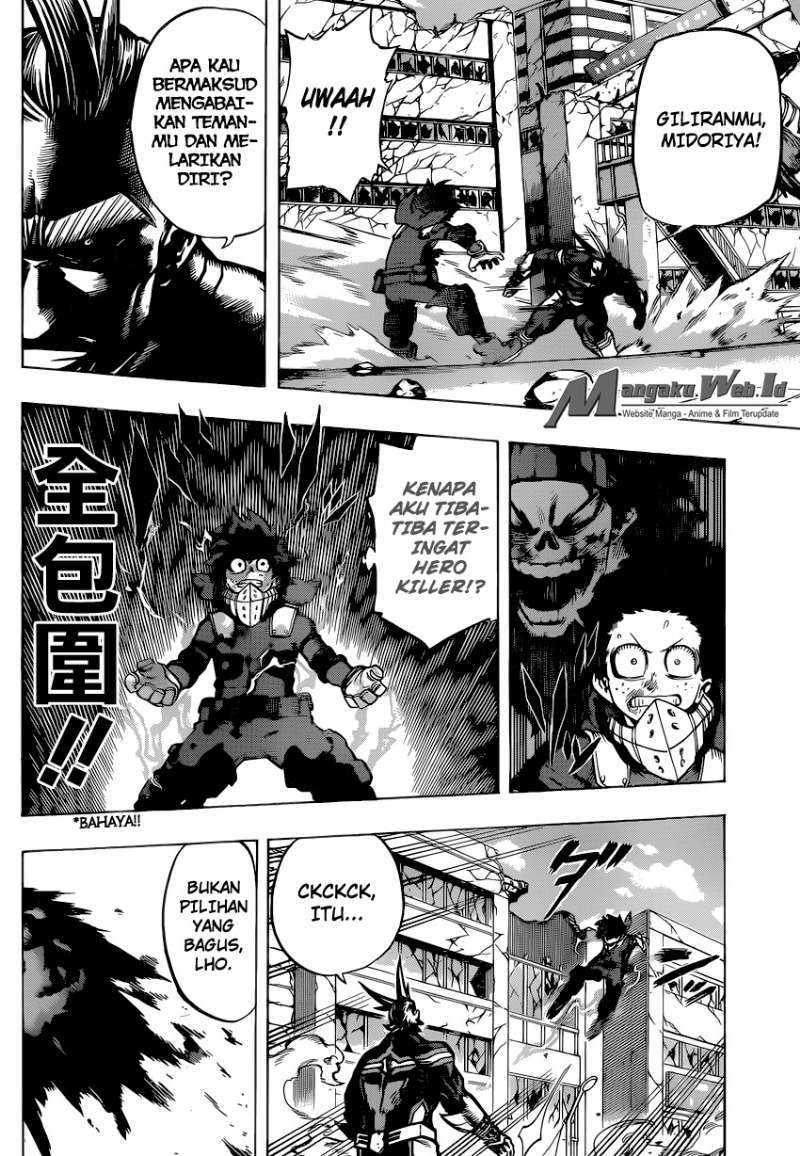 GILIRANMU,
MIDORIYA!
UWAAH
!!
APA KAU
BERMAKSUD
MENGABAI-
KAN TEMAN-
MU DAN ME-
LARIKAN
DIRI?
Mangaku.Web.Id
Website Manga - Anime & Film Terupdate
KENAPA
AKU TIBA-
TIBA TER-
INGAT
HERO
KILLER!?
全包囲!!
*BAHAYA!!
CKCKCK,
ITU...
BUKAN
PILIHAN
YANG
BAGUS,
LHO.